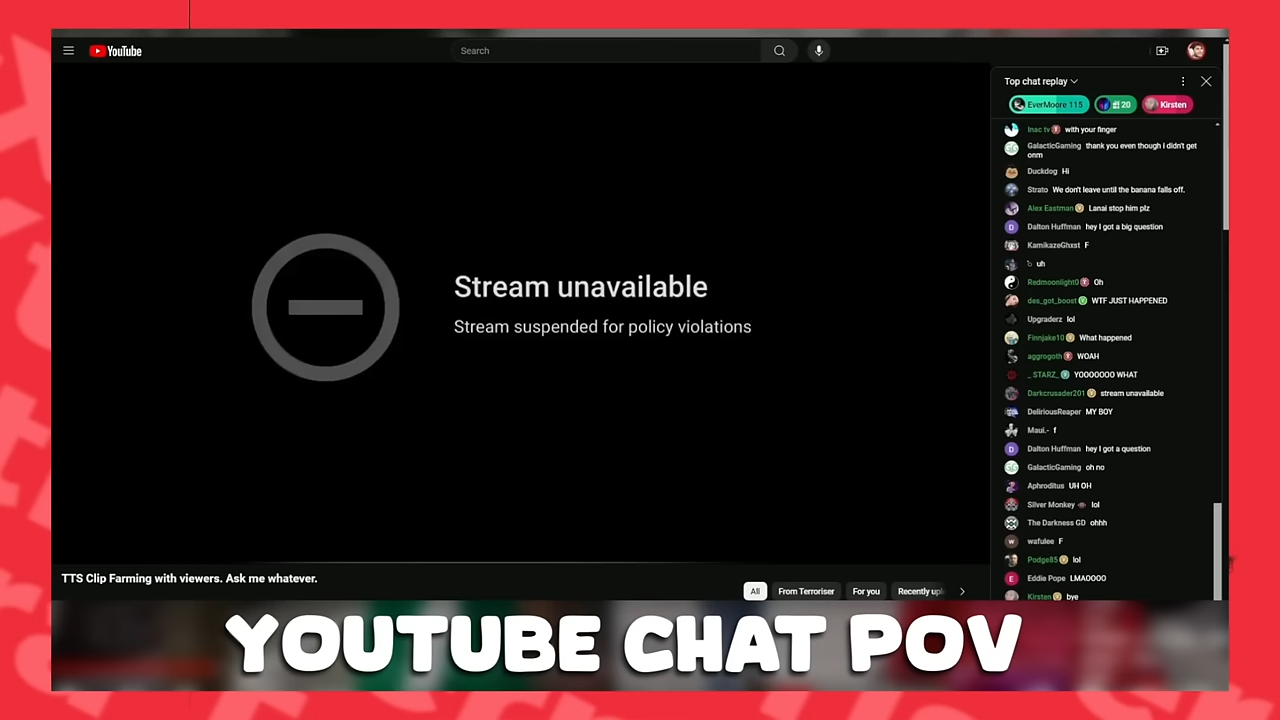 YouTube
Search
Top chat replay
EverMoore 115
20
Kirsten
Inac tv with your finger
GalacticGaming thank you even though I didn't get
onm
Duckdog Hi
Strato We don't leave until the banana falls off.
Alex Eastman Lanai stop him plz
Dalton Huffman hey I got a big question
KamikazeGhxst F
uh
Redmoonlight0 Oh
des_got_boost WTF JUST HAPPENED
Upgraderz lol
Finnjake10 What happened
aggrogoth WOAH
_ STARZ_ YOOOOOOO WHAT
Darkcrusader201 stream unavailable
DeliriousReaper MY BOY
Maui.- f
Dalton Huffman hey I got a question
GalacticGaming oh no
Aphroditus UH OH
Silver Monkey lol
The Darkness GD ohhh
wafulee F
Podge85 lol
Eddie Pope LMAOOOO
Kirsten bye
Stream unavailable
Stream suspended for policy violations
TTS Clip Farming with viewers. Ask me whatever.
All
From Terroriser
For you
Recently upl
YOUTUBE CHAT POV